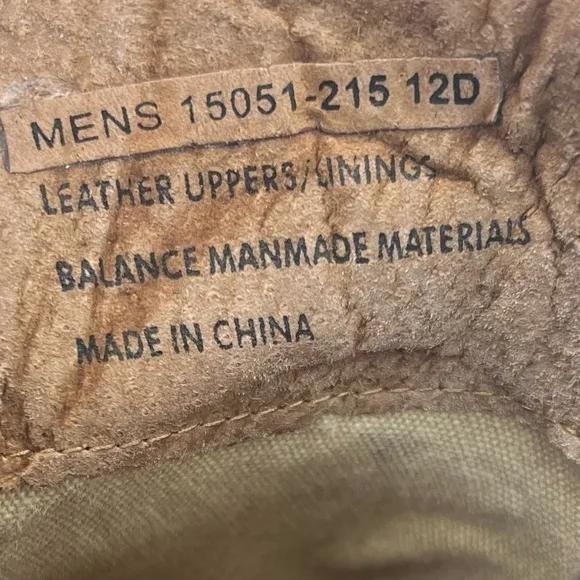 MENS 15051-215 12D
LEATHER UPPERS/LININGS
BALANCE MANMADE MATERIALS
MADE IN CHINA